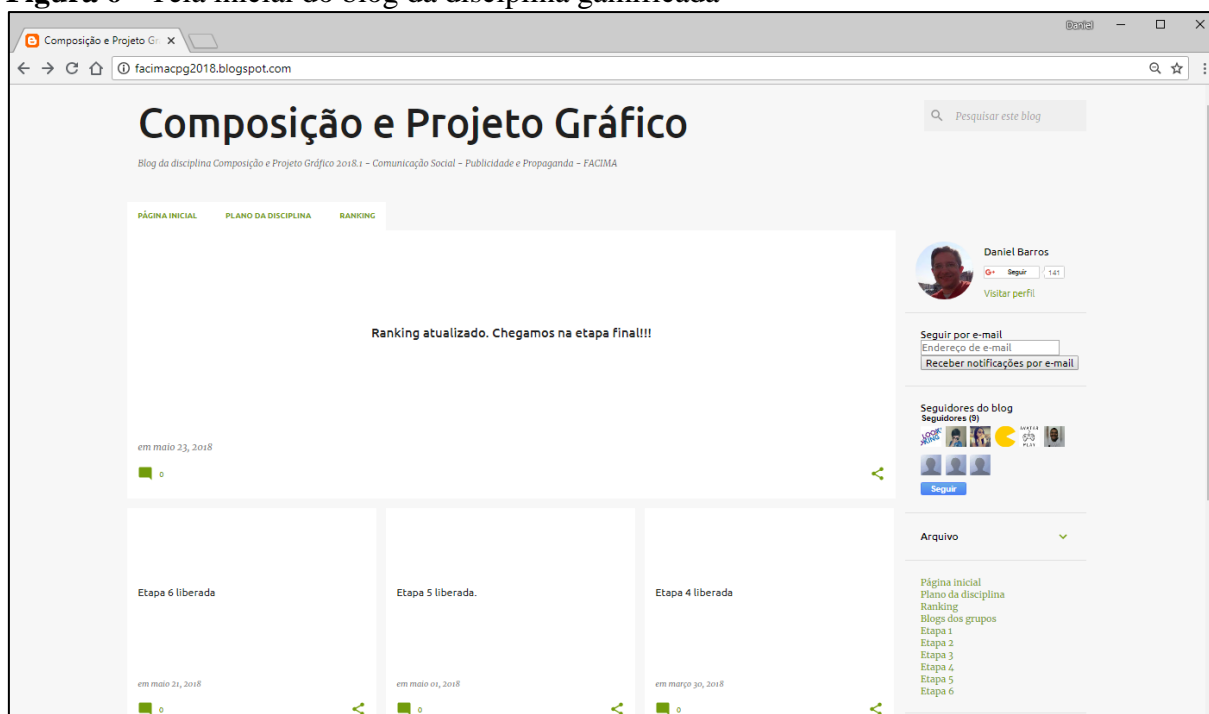 Figura 6 - Tela inicial do blog da disciplina gamificada
Composição e Projeto Gr
Daniel
facimacpg2018.blogspot.com
Composição e Projeto Gráfico
Pesquisar este blog
Blog da disciplina Composição e Projeto Gráfico 2018.1 – Comunicação Social – Publicidade e Propaganda – FACIMA
PÁGINA INICIAL PLANO DA DISCIPLINA RANKING
Daniel Barros
G+ Seguir 141
Visitar perfil
Ranking atualizado. Chegamos na etapa final!!!
em maio 23, 2018
0
Seguir por e-mail
Endereço de e-mail
Receber notificações por e-mail
Seguidores do blog
Seguidores (9)
Seguir
Etapa 6 liberada
em maio 21, 2018
0
Etapa 5 liberada.
em maio 01, 2018
0
Etapa 4 liberada
em março 30, 2018
0
Arquivo
Página inicial
Plano da disciplina
Ranking
Blogs dos grupos
Etapa 1
Etapa 2
Etapa 3
Etapa 4
Etapa 5
Etapa 6